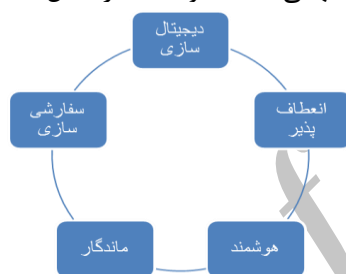 دیجیتال
سازی
انعطاف
پذیر
هوشمند
ماندگار
سفارشی
سازی